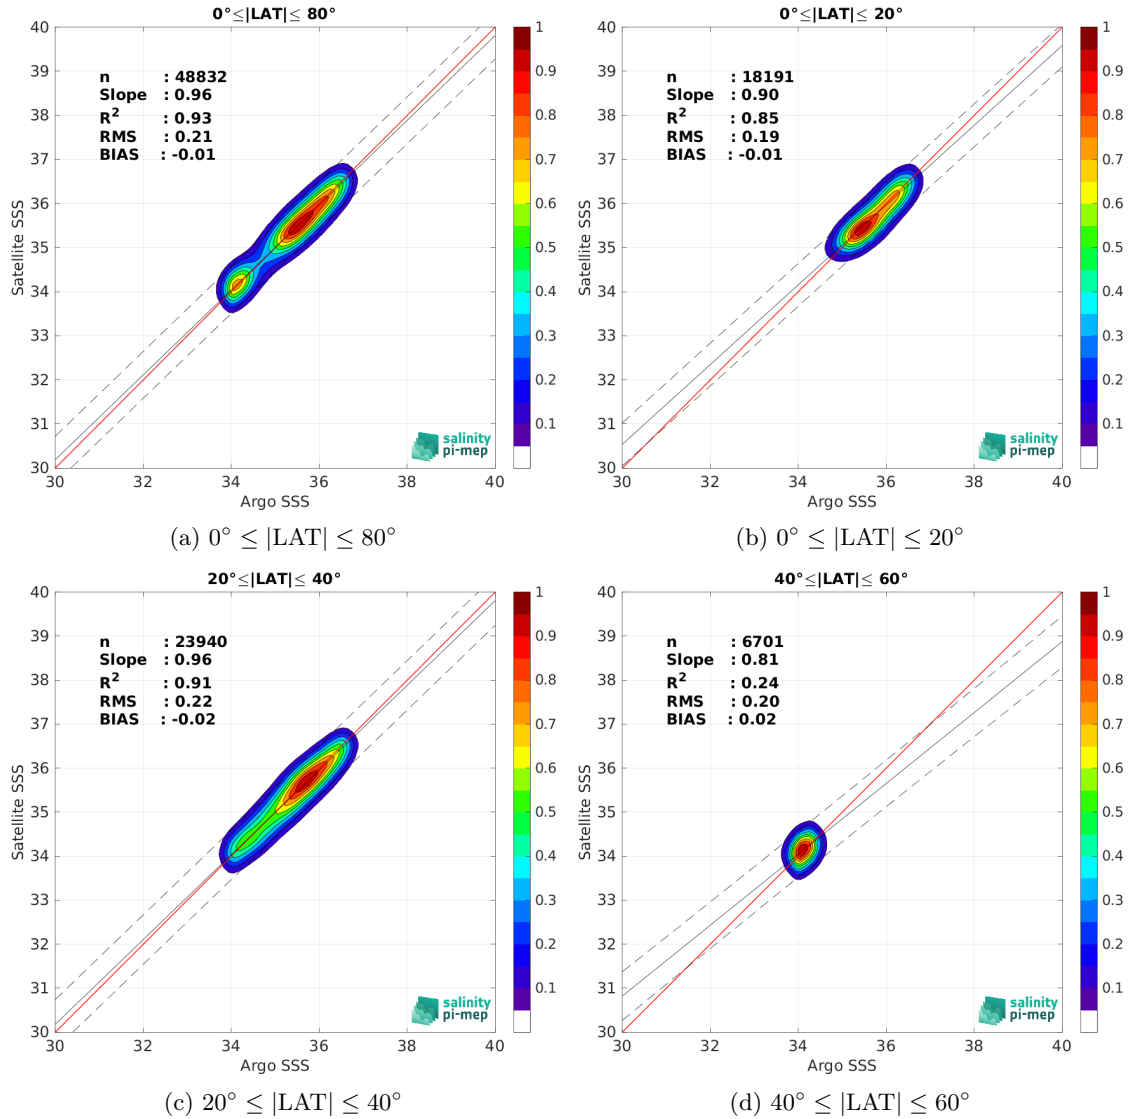 0°≤|LAT|≤ 80°
n : 48832
Slope : 0.96
R² : 0.93
RMS : 0.21
BIAS : -0.01
40
39
38
37
36
35
34
33
32
31
30
Satellite SSS
30 32 34 36 38 40
Argo SSS
1
0.9
0.8
0.7
0.6
0.5
0.4
0.3
0.2
0.1
salinity
pi-mep
(a) 0° ≤ |LAT| ≤ 80°
0°≤|LAT|≤ 20°
n : 18191
Slope : 0.90
R² : 0.85
RMS : 0.19
BIAS : -0.01
40
39
38
37
36
35
34
33
32
31
30
Satellite SSS
30 32 34 36 38 40
Argo SSS
1
0.9
0.8
0.7
0.6
0.5
0.4
0.3
0.2
0.1
salinity
pi-mep
(b) 0° ≤ |LAT| ≤ 20°
20°≤|LAT|≤ 40°
n : 23940
Slope : 0.96
R² : 0.91
RMS : 0.22
BIAS : -0.02
40
39
38
37
36
35
34
33
32
31
30
Satellite SSS
30 32 34 36 38 40
Argo SSS
1
0.9
0.8
0.7
0.6
0.5
0.4
0.3
0.2
0.1
salinity
pi-mep
(c) 20° ≤ |LAT| ≤ 40°
40°≤|LAT|≤ 60°
n : 6701
Slope : 0.81
R² : 0.24
RMS : 0.20
BIAS : 0.02
40
39
38
37
36
35
34
33
32
31
30
Satellite SSS
30 32 34 36 38 40
Argo SSS
1
0.9
0.8
0.7
0.6
0.5
0.4
0.3
0.2
0.1
salinity
pi-mep
(d) 40° ≤ |LAT| ≤ 60°